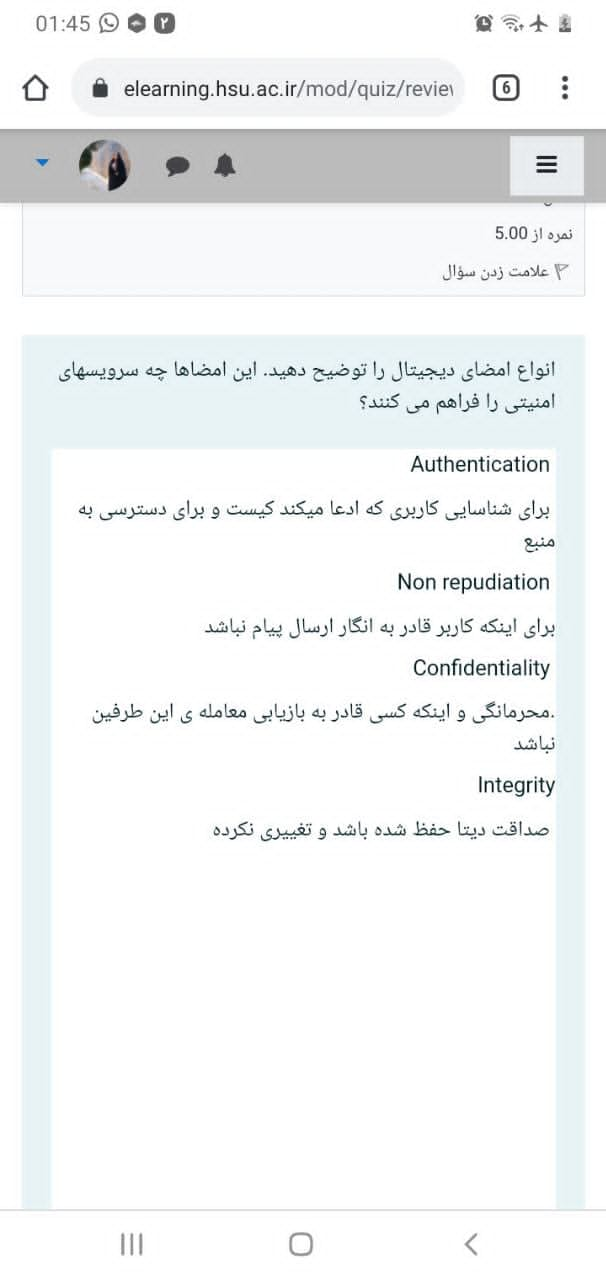 01:45
۲
elearning.hsu.ac.ir/mod/quiz/review
6
نمره از 5.00
علامت زدن سؤال
انواع امضای دیجیتال را توضیح دهید. این امضاها چه سرویسهای
امنیتی را فراهم می کنند؟
Authentication
برای شناسایی کاربری که ادعا میکند کیست و برای دسترسی به
منبع
Non repudiation
برای اینکه کاربر قادر به انگار ارسال پیام نباشد
Confidentiality
.محرمانگی و اینکه کسی قادر به بازیابی معامله ی این طرفین
نباشد
Integrity
صداقت دیتا حفظ شده باشد و تغییری نکرده